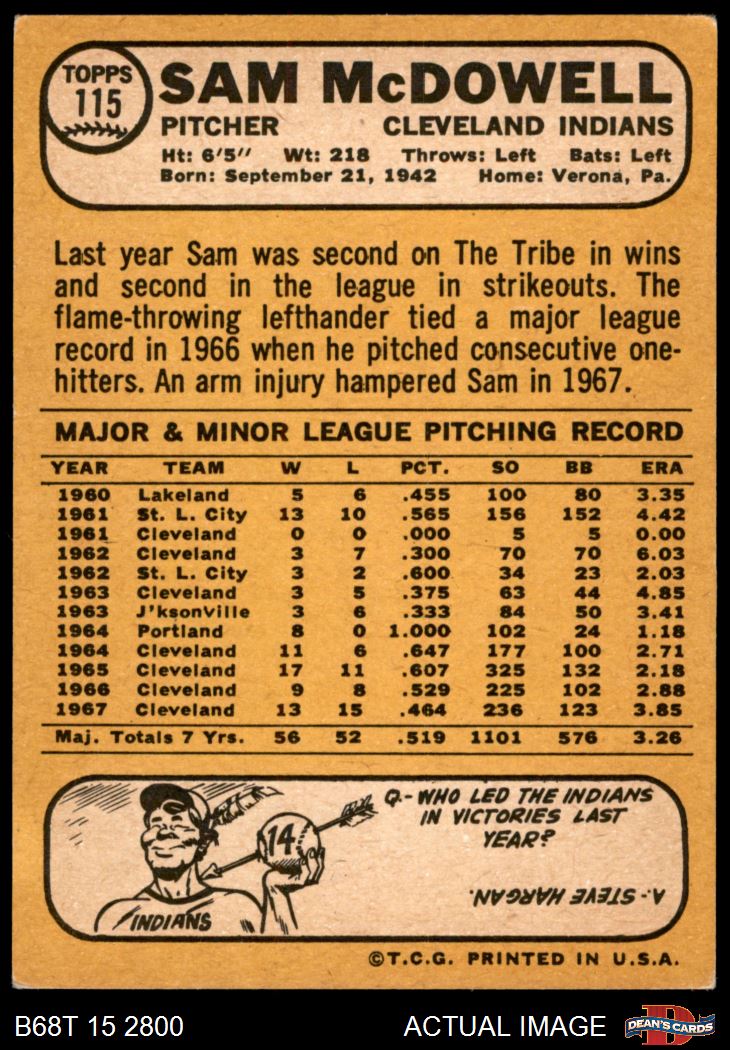 TOPPS
115
SAM McDOWELL
PITCHER CLEVELAND INDIANS
Ht: 6'5" Wt: 218 Throws: Left Bats: Left
Born: September 21, 1942 Home: Verona, Pa.
Last year Sam was second on The Tribe in wins
and second in the league in strikeouts. The
flame-throwing lefthander tied a major league
record in 1966 when he pitched consecutive one-
hitters. An arm injury hampered Sam in 1967.
MAJOR & MINOR LEAGUE PITCHING RECORD
YEAR TEAM W L PCT. SO BB ERA
1960 Lakeland 5 6 .455 100 80 3.35
1961 St. L. City 13 10 .565 156 152 4.42
1961 Cleveland 0 0 .000 5 5 0.00
1962 Cleveland 3 7 .300 70 70 6.03
1962 St. L. City 3 2 .600 34 23 2.03
1963 Cleveland 3 5 .375 63 44 4.85
1963 J'ksonville 3 6 .333 84 50 3.41
1964 Portland 8 0 1.000 102 24 1.18
1964 Cleveland 11 6 .647 177 100 2.71
1965 Cleveland 17 11 .607 325 132 2.18
1966 Cleveland 9 8 .529 225 102 2.88
1967 Cleveland 13 15 .464 236 123 3.85
Maj. Totals 7 Yrs. 56 52 .519 1101 576 3.26
Q.-WHO LED THE INDIANS
IN VICTORIES LAST
YEAR?
14
INDIANS
A.- STEVE HARGAN.
©T.C.G. PRINTED IN U.S.A.
B68T 15 2800 ACTUAL IMAGE
D
DEAN'S CARDS